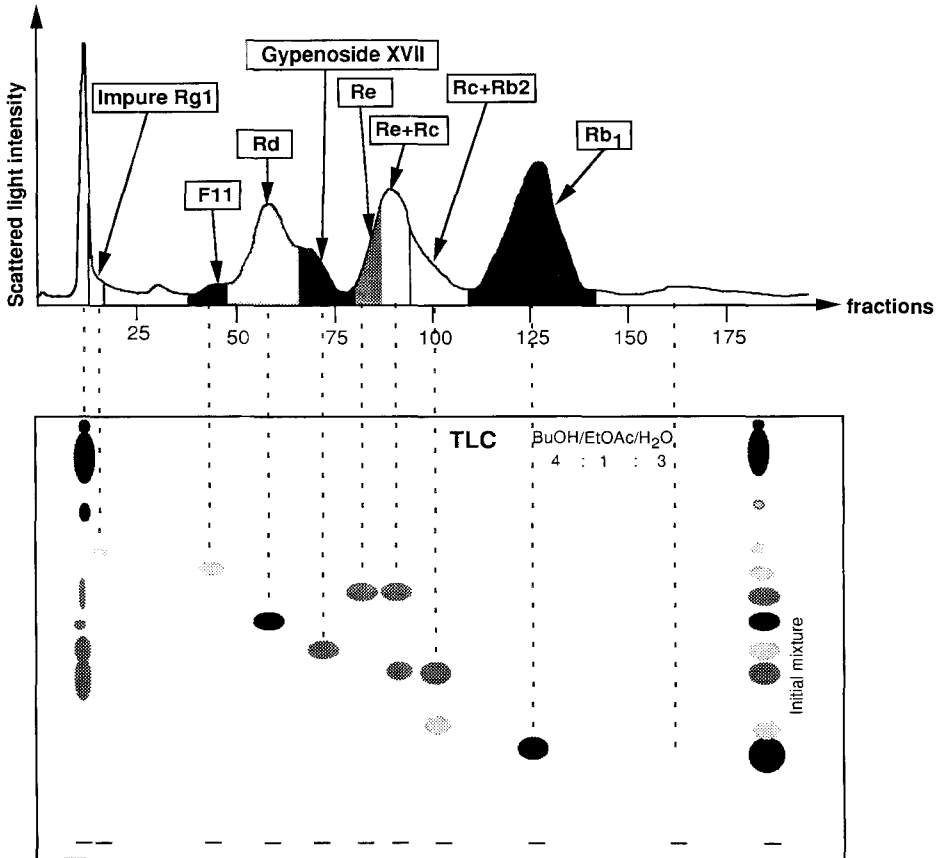 Scattered light intensity
Gypenoside XVII
Impure Rg1
Re
Rc+Rb2
Re+Rc
Rb1
Rd
F11
fractions
25 50 75 100 125 150 175
TLC BuOH/EtOAc/H2O
4 : 1 : 3
Initial mixture